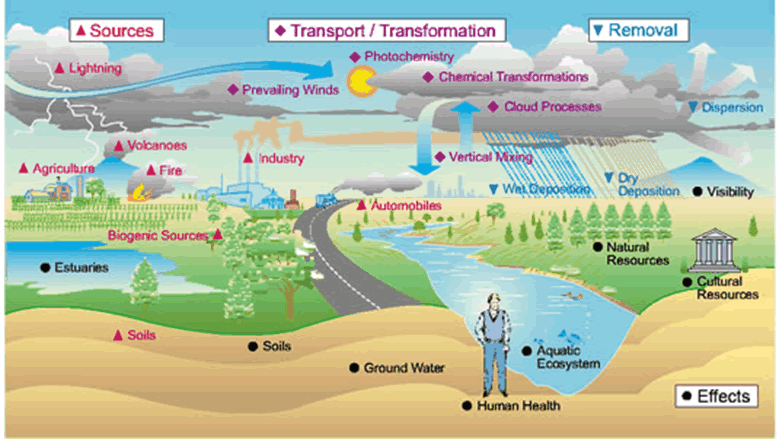 Sources
Transport / Transformation
Removal
Photochemistry
Lightning
Chemical Transformations
Prevailing Winds
Cloud Processes
Dispersion
Volcanoes
Vertical Mixing
Industry
Agriculture
Fire
Wet Deposition
Dry
Deposition
Visibility
Automobiles
Biogenic Sources
Natural
Resources
Estuaries
Cultural
Resources
Soils
Soils
Aquatic
Ecosystem
Ground Water
Effects
Human Health